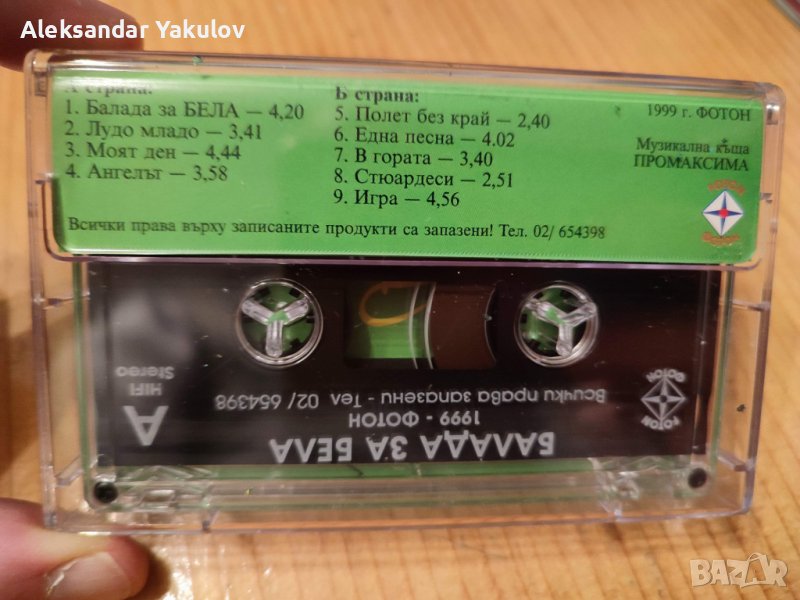 Aleksandar Yakulov
А страна:
1. Балада за БЕЛА – 4,20
2. Лудо младо – 3,41
3. Моят ден – 4,44
4. Ангелът – 3,58
Б страна:
5. Полет без край – 2,40
6. Една песна – 4.02
7. В гората – 3,40
8. Стюардеси – 2,51
9. Игра – 4,56
1999 г. ФОТОН
Музикална къща
ПРОМАКСИМА
Всички права върху записаните продукти са запазени! Тел. 02/ 654398
БАЛАДА ЗА БЕЛА
1999 - ФОТОН
Всички права запазени - Тел 02/ 654398
A
HIFI
Stereo
FOTON
BAZAR